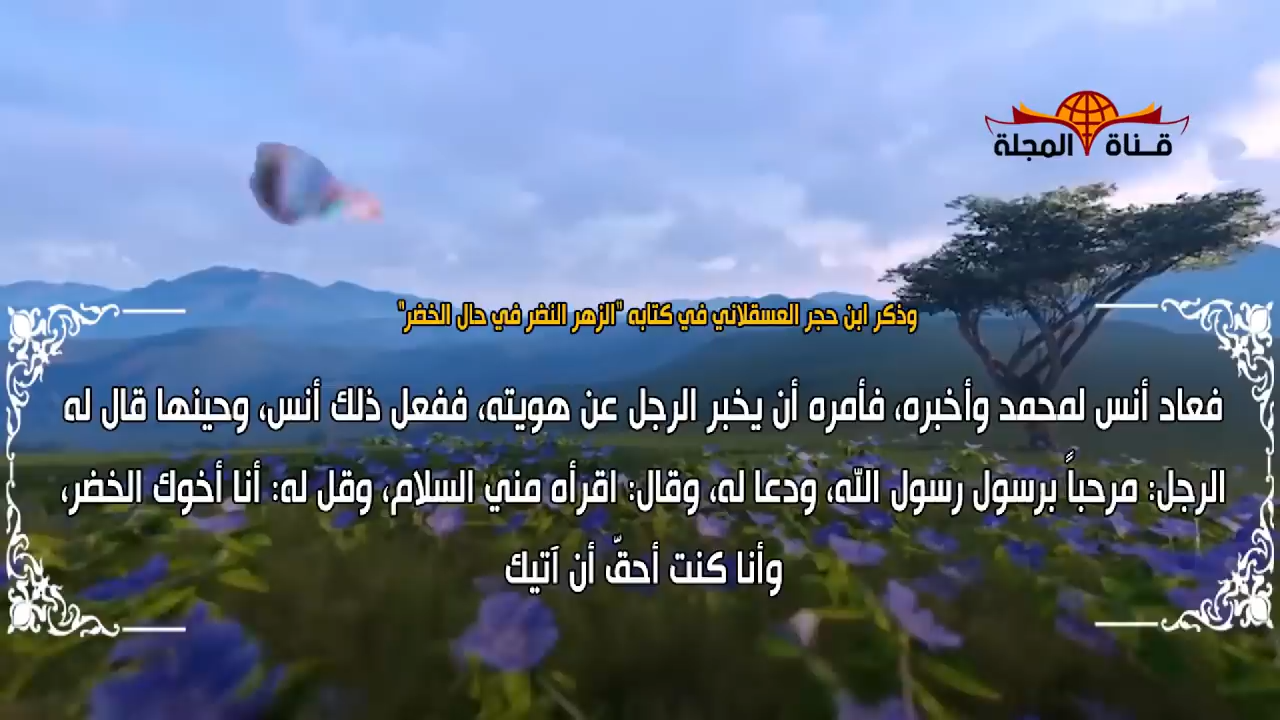 قناة المجلة
وذكر ابن حجر العسقلاني في كتابه "الزهر النضر في حال الخضر"
فعاد أنس لمحمد وأخبره، فأمره أن يخبر الرجل عن هويته، ففعل ذلك أنس، وحينها قال له
الرجل: مرحباً برسول رسول الله، ودعا له، وقال: اقرأه مني السلام، وقل له: أنا أخوك الخضر،
وأنا كنت أحقّ أن آتيك